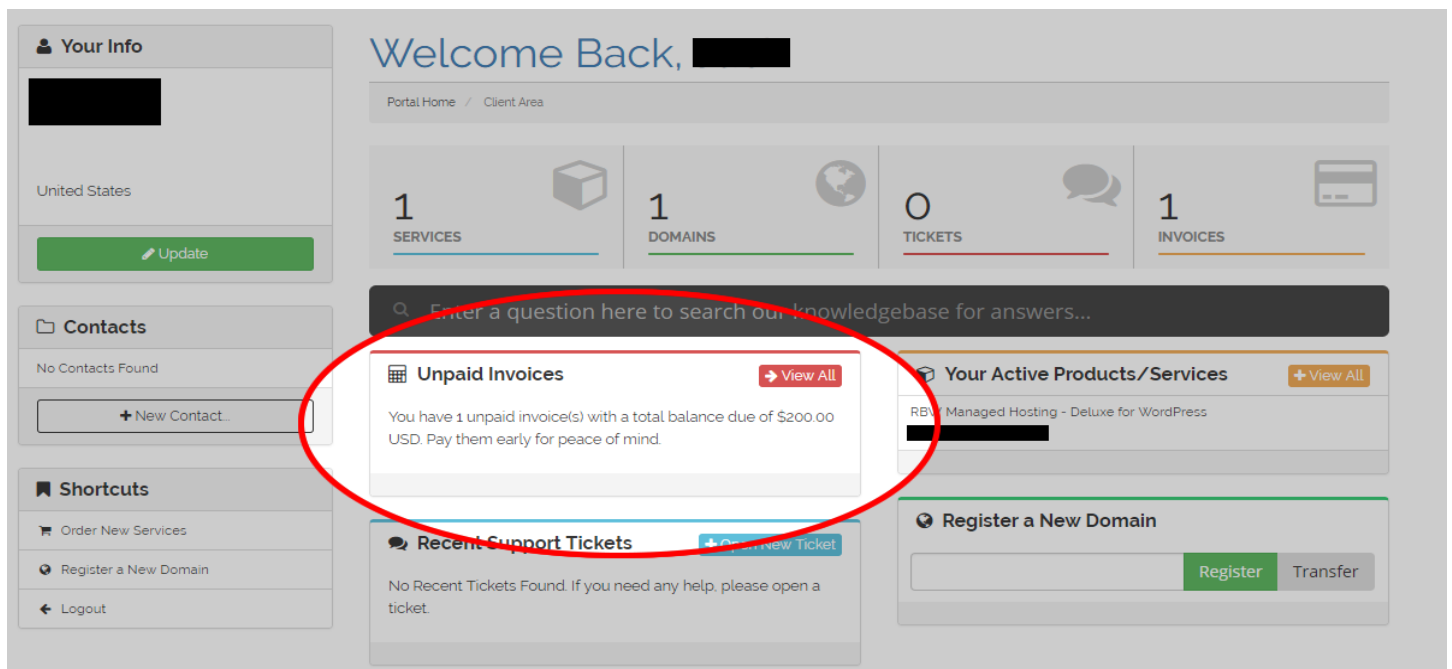 Your Info
United States
Update
Contacts
No Contacts Found
New Contact...
Shortcuts
Order New Services
Register a New Domain
Logout
Welcome Back,
Portal Home / Client Area
1
SERVICES
1
DOMAINS
0
TICKETS
1
INVOICES
Enter a question here to search our knowledgebase for answers...
Unpaid Invoices
View All
You have 1 unpaid invoice(s) with a total balance due of $200.00
USD. Pay them early for peace of mind.
Recent Support Tickets
Open New Ticket
No Recent Tickets Found. If you need any help, please open a
ticket.
Your Active Products/Services
View All
RBW Managed Hosting - Deluxe for WordPress
Register a New Domain
Register
Transfer